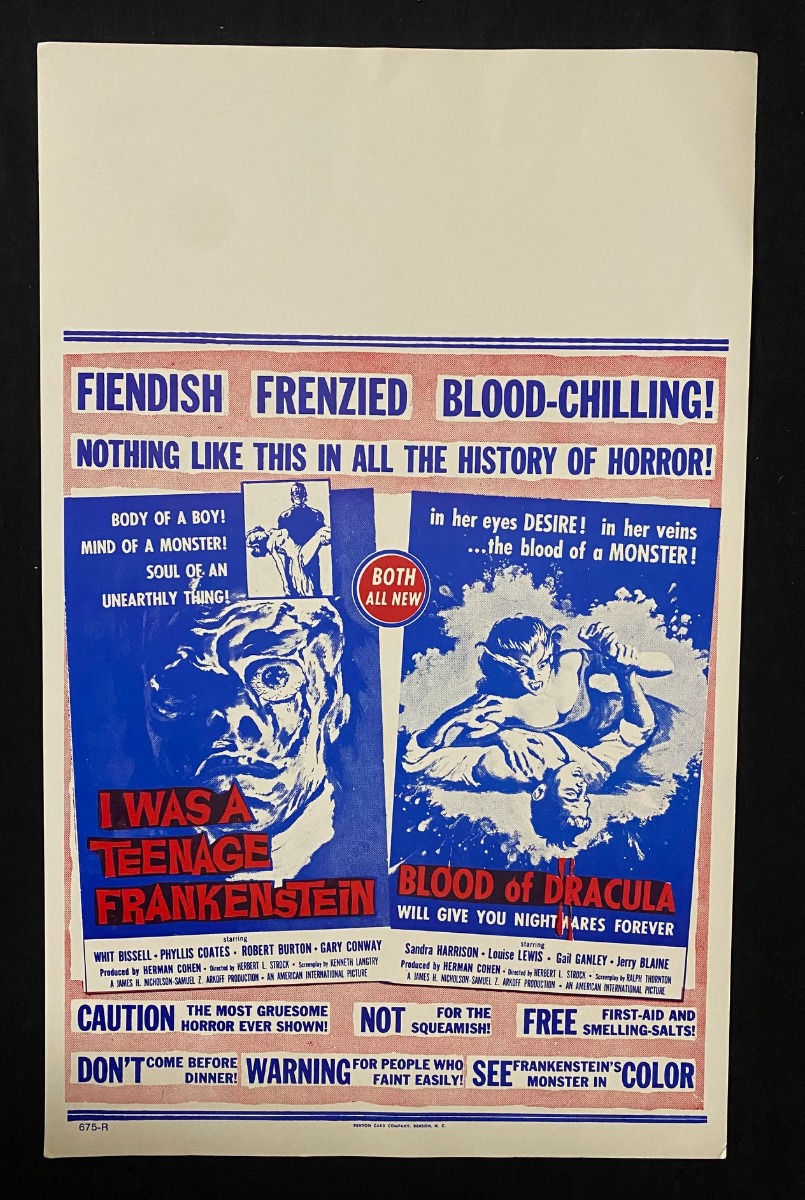 FIENDISH FRENZIED BLOOD-CHILLING!
NOTHING LIKE THIS IN ALL THE HISTORY OF HORROR!
BODY OF A BOY!
MIND OF A MONSTER!
SOUL OF AN
UNEARTHLY THING!
BOTH
ALL NEW
in her eyes DESIRE! in her veins
...the blood of a MONSTER!
I WAS A
TEENAGE
FRANKENSTEIN
BLOOD of DRACULA
WILL GIVE YOU NIGHTMARES FOREVER
starring
WHIT BISSELL • PHYLLIS COATES • ROBERT BURTON • GARY CONWAY
Produced by HERMAN COHEN • Directed by HERBERT L. STROCK • Screenplay by KENNETH LANGTRY
A JAMES H. NICHOLSON-SAMUEL Z. ARKOFF PRODUCTION • AN AMERICAN INTERNATIONAL PICTURE
starring
Sandra HARRISON • Louise LEWIS • Gail GANLEY • Jerry BLAINE
Produced by HERMAN COHEN • Directed by HERBERT L. STROCK • Screenplay by RALPH THORNTON
A JAMES H. NICHOLSON-SAMUEL Z. ARKOFF PRODUCTION • AN AMERICAN INTERNATIONAL PICTURE
CAUTION THE MOST GRUESOME
HORROR EVER SHOWN!
NOT FOR THE
SQUEAMISH!
FREE FIRST-AID AND
SMELLING-SALTS!
DON'T COME BEFORE
DINNER!
WARNING FOR PEOPLE WHO
FAINT EASILY!
SEE FRANKENSTEIN'S
MONSTER IN COLOR
675-R
BENTON CARD COMPANY, BENSON, N. C.